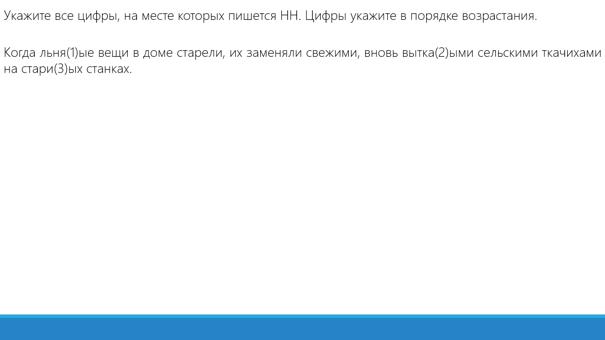 Укажите все цифры, на месте которых пишется НН. Цифры укажите в порядке возрастания.
Когда льня(1)ые вещи в доме старели, их заменяли свежими, вновь вытка(2)ыми сельскими ткачихами
на стари(3)ых станках.